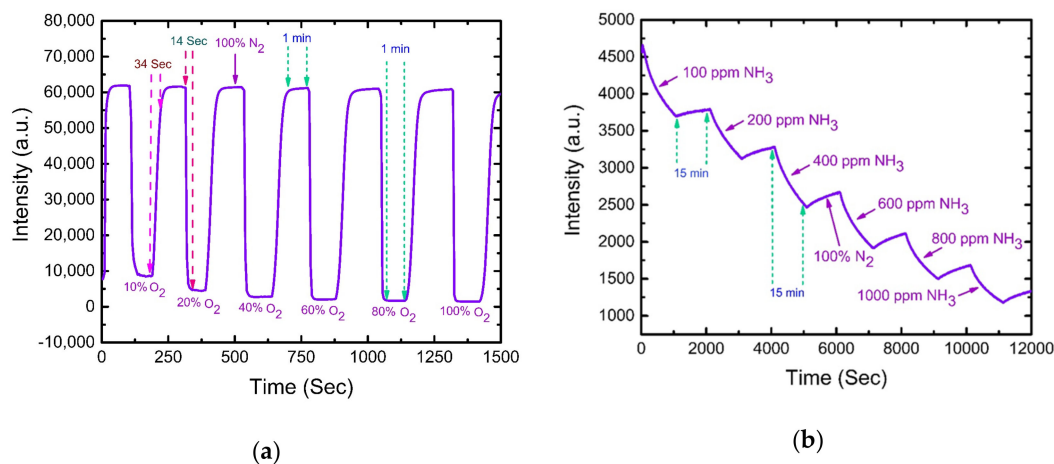 80,000
70,000
60,000
50,000
40,000
30,000
20,000
10,000
0
-10,000
Intensity (a.u.)
34 Sec
14 Sec
100% N2
1 min
1 min
10% O2
20% O2
40% O2
60% O2
80% O2
100% O2
0 250 500 750 1000 1250 1500
Time (Sec)
(a)
5000
4500
4000
3500
3000
2500
2000
1500
1000
Intensity (a.u.)
100 ppm NH3
200 ppm NH3
15 min
400 ppm NH3
600 ppm NH3
100% N2
800 ppm NH3
15 min
1000 ppm NH3
0 2000 4000 6000 8000 10000 12000
Time (Sec)
(b)